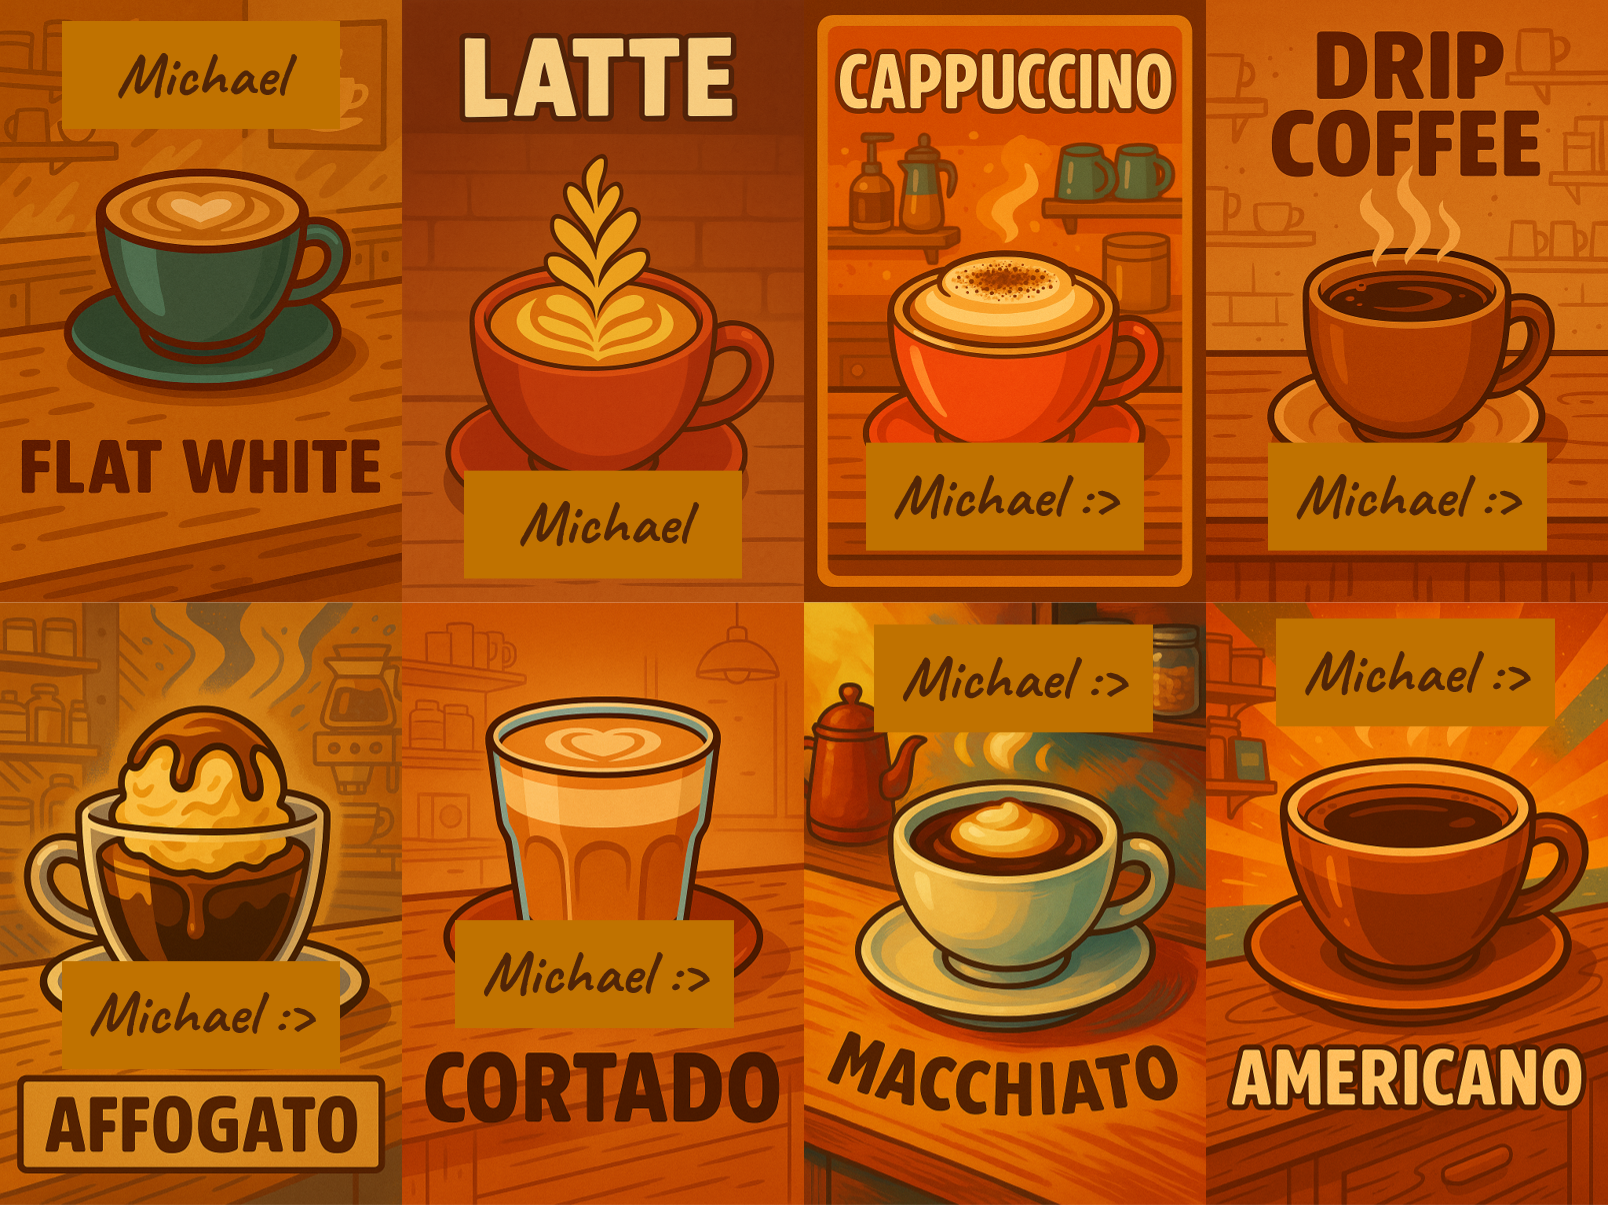 Michael
FLAT WHITE
LATTE
Michael
CAPPUCCINO
Michael :>
DRIP
COFFEE
Michael :>
Michael :>
AFFOGATO
Michael :>
CORTADO
Michael :>
MACCHIATO
Michael :>
AMERICANO